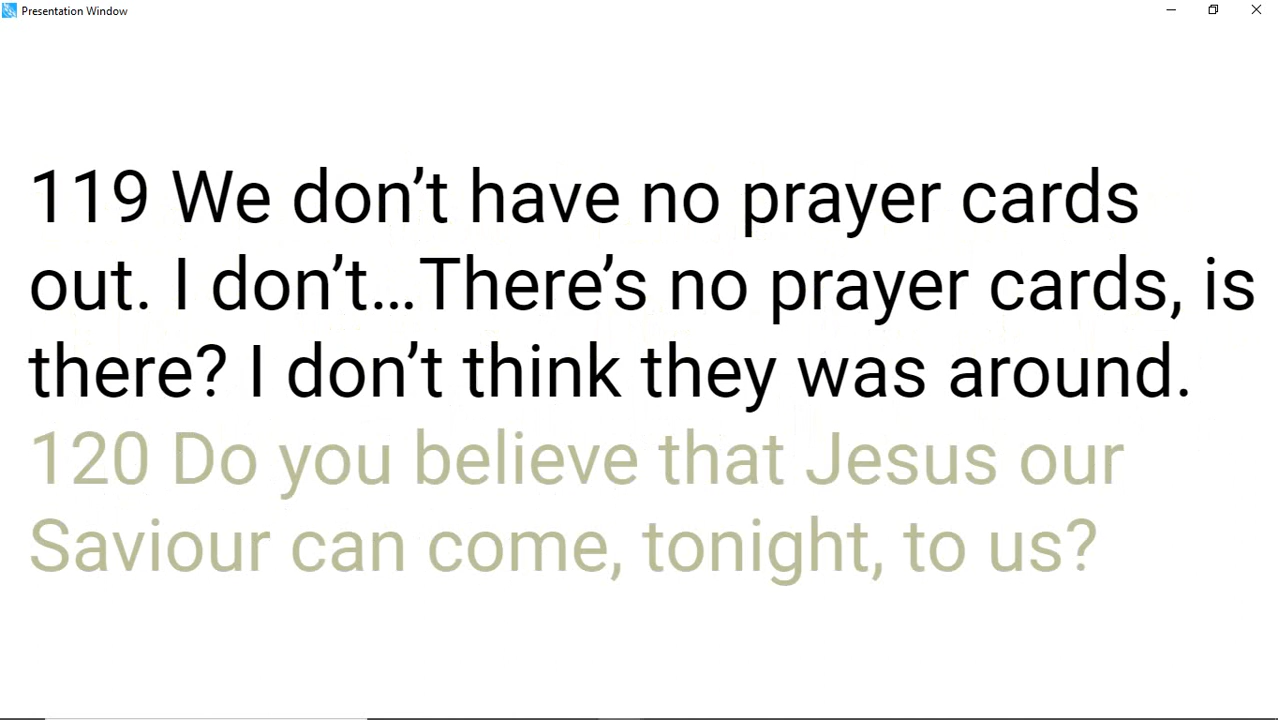 Presentation Window
119 We don’t have no prayer cards
out. I don’t…There’s no prayer cards, is
there? I don’t think they was around.
120 Do you believe that Jesus our
Saviour can come, tonight, to us?